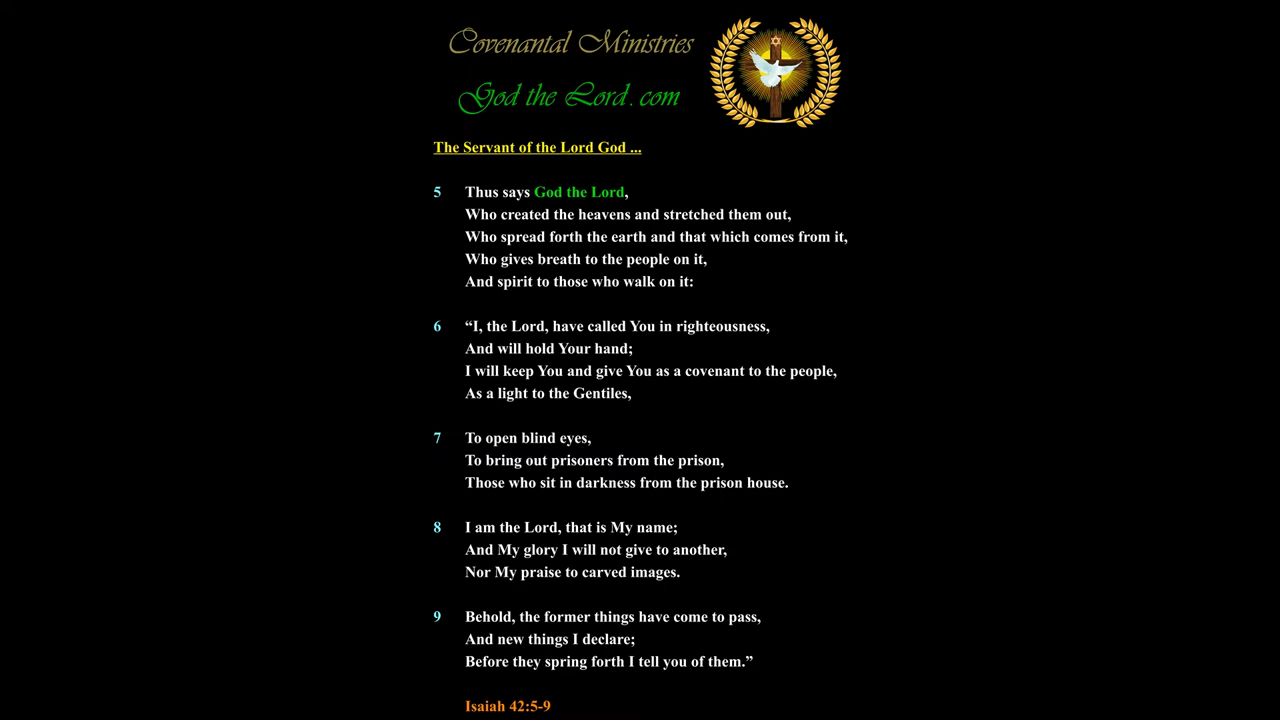 Covenantal Ministries
God the Lord . com
The Servant of the Lord God ...
5 Thus says God the Lord,
Who created the heavens and stretched them out,
Who spread forth the earth and that which comes from it,
Who gives breath to the people on it,
And spirit to those who walk on it:
6 “I, the Lord, have called You in righteousness,
And will hold Your hand;
I will keep You and give You as a covenant to the people,
As a light to the Gentiles,
7 To open blind eyes,
To bring out prisoners from the prison,
Those who sit in darkness from the prison house.
8 I am the Lord, that is My name;
And My glory I will not give to another,
Nor My praise to carved images.
9 Behold, the former things have come to pass,
And new things I declare;
Before they spring forth I tell you of them.”
Isaiah 42:5-9